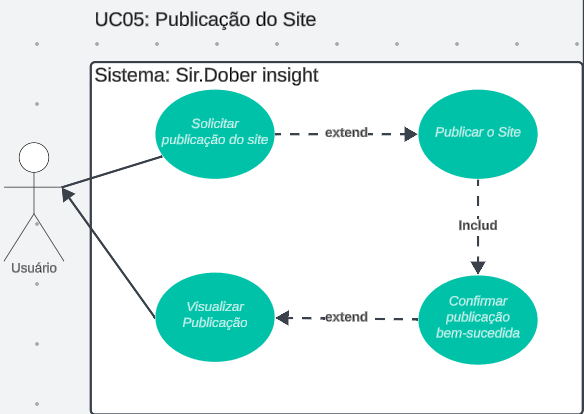 UC05: Publicação do Site
Sistema: Sir.Dober insight
Solicitar
publicação do site
extend
Publicar o Site
Includ
Usuário
Visualizar
Publicação
extend
Confirmar
publicação
bem-sucedida